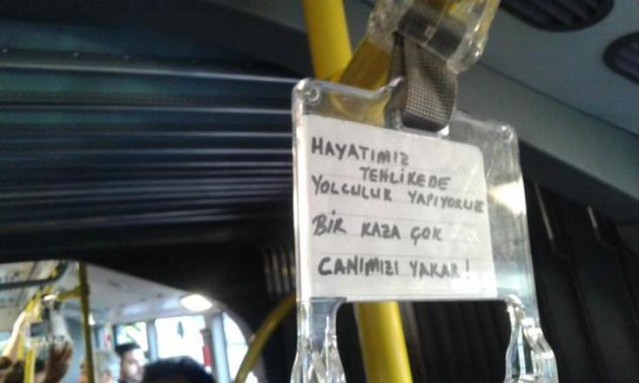 HAYATIMIZ
TEHLİKEDE
YOLCULUK YAPIYORUZ
BİR KAZA ÇOK
CANIMIZI YAKAR!